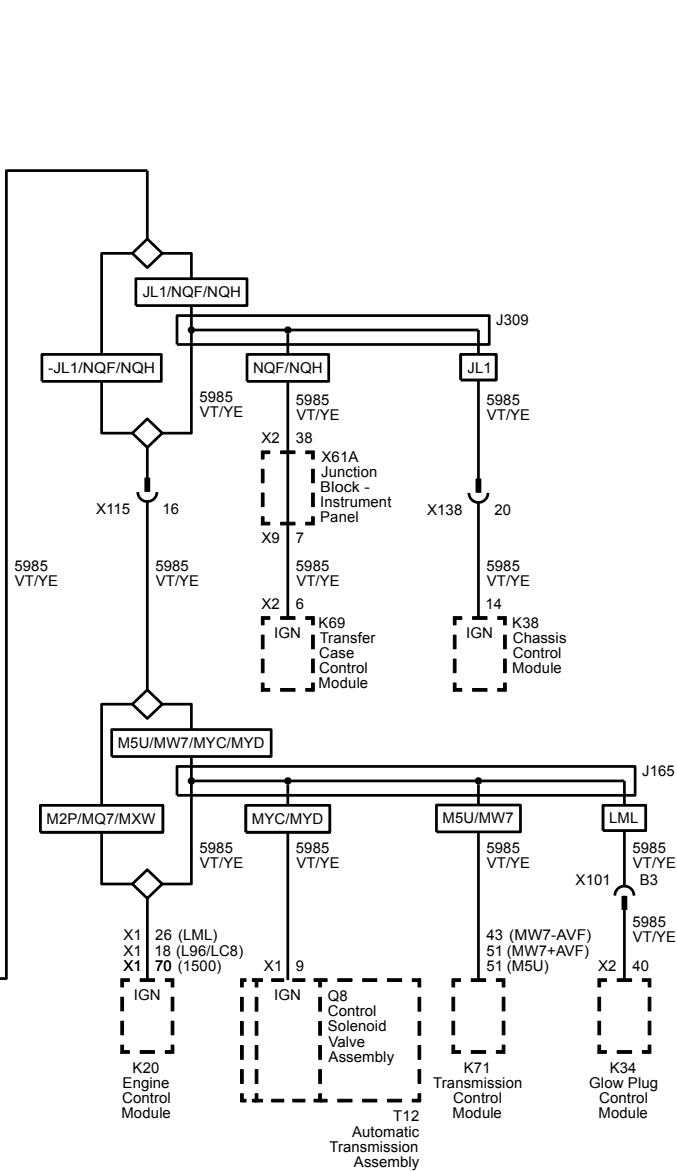 JL1/NQF/NQH
J309
-JL1/NQF/NQH
NQF/NQH
JL1
5985
VT/YE
5985
VT/YE
5985
VT/YE
X2 38
X61A
Junction
Block -
Instrument
Panel
X115 16
X138 20
X9 7
5985
VT/YE
5985
VT/YE
5985
VT/YE
5985
VT/YE
X2 6
14
IGN
K69
Transfer
Case
Control
Module
IGN
K38
Chassis
Control
Module
M5U/MW7/MYC/MYD
J165
M2P/MQ7/MXW
MYC/MYD
M5U/MW7
LML
5985
VT/YE
5985
VT/YE
5985
VT/YE
5985
VT/YE
X101 B3
5985
VT/YE
X1 26 (LML)
X1 18 (L96/LC8)
X1 70 (1500)
X1 9
43 (MW7-AVF)
51 (MW7+AVF)
51 (M5U)
X2 40
IGN
IGN
Q8
Control
Solenoid
Valve
Assembly
K20
Engine
Control
Module
K71
Transmission
Control
Module
K34
Glow Plug
Control
Module
T12
Automatic
Transmission
Assembly